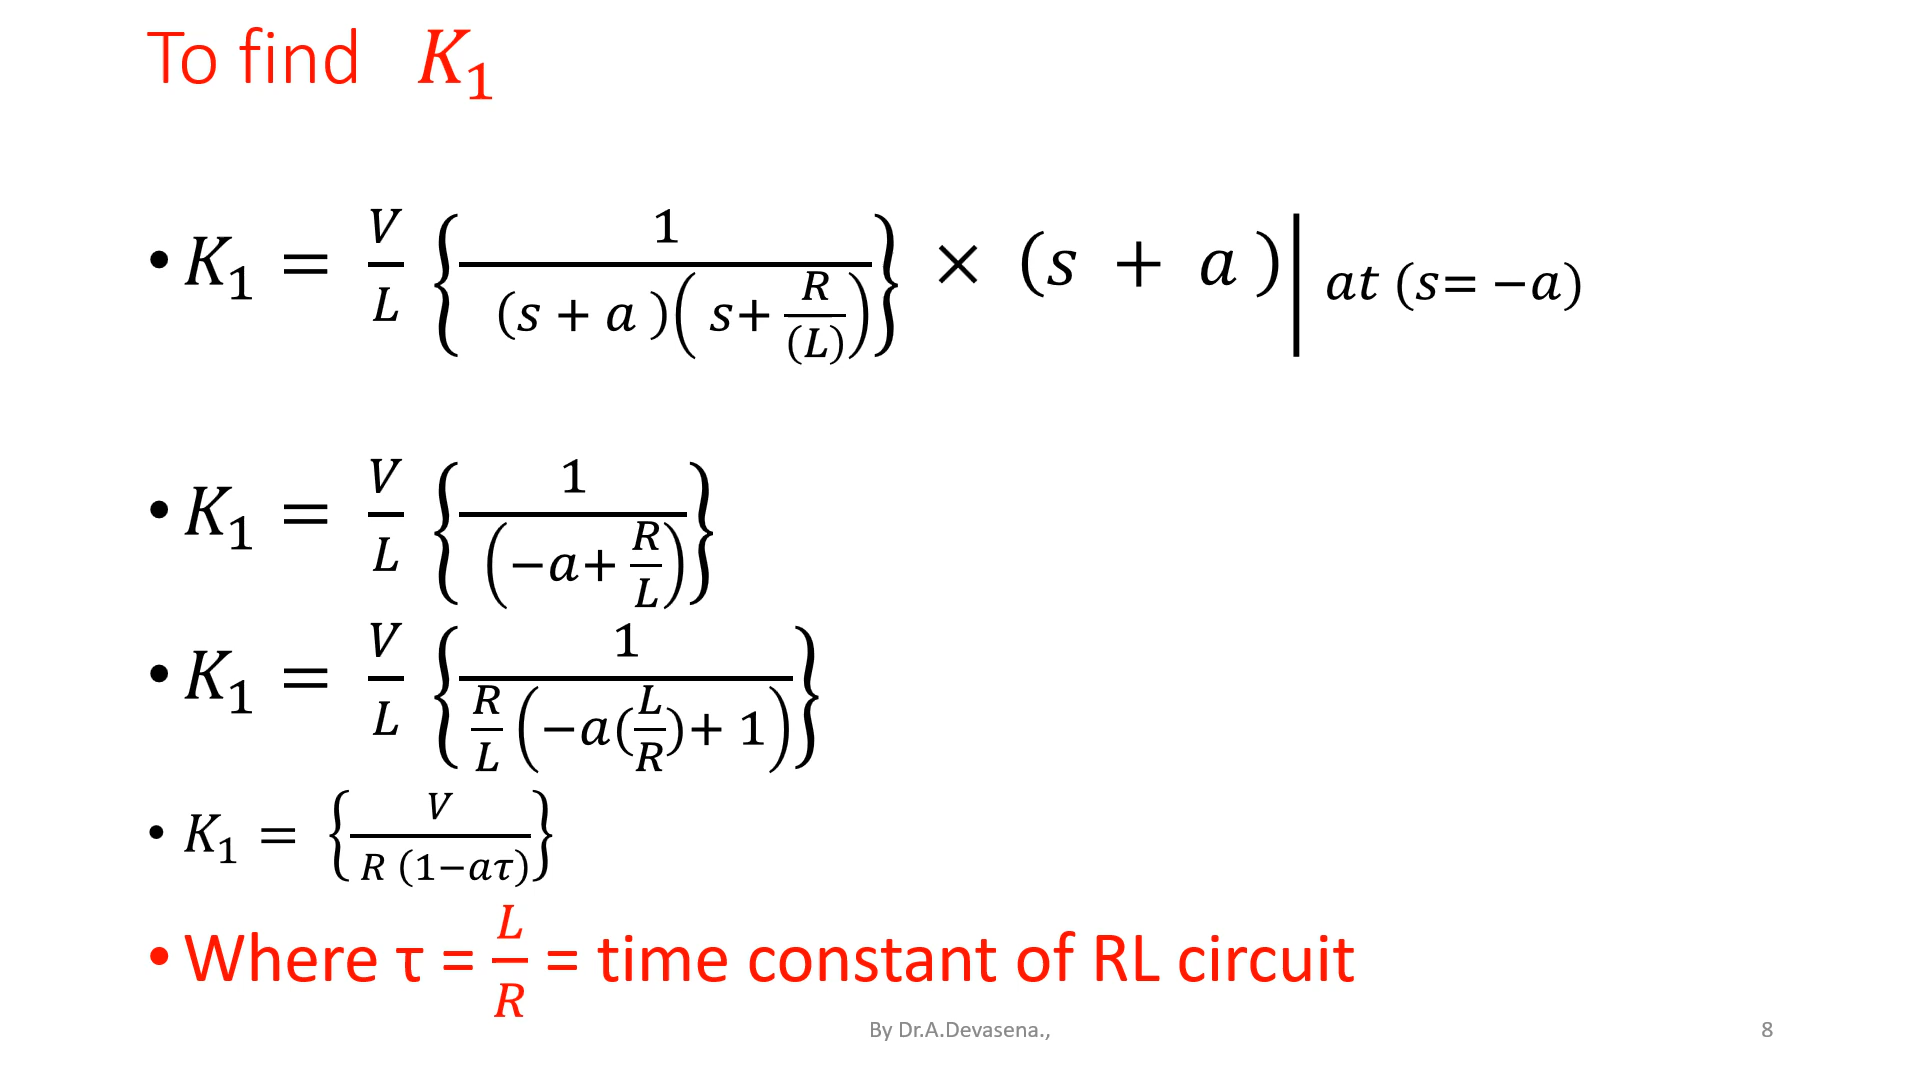 To find K₁
• K₁ = V/L {1/((s + a)(s+ R/(L)))} × (s + a)| at (s= −a)
• K₁ = V/L {1/(−a+ R/L)}
• K₁ = V/L {1/(R/L (−a(L/R)+ 1))}
• K₁ = {V/(R (1−aτ))}
• Where τ = L/R = time constant of RL circuit
By Dr.A.Devasena.,
8